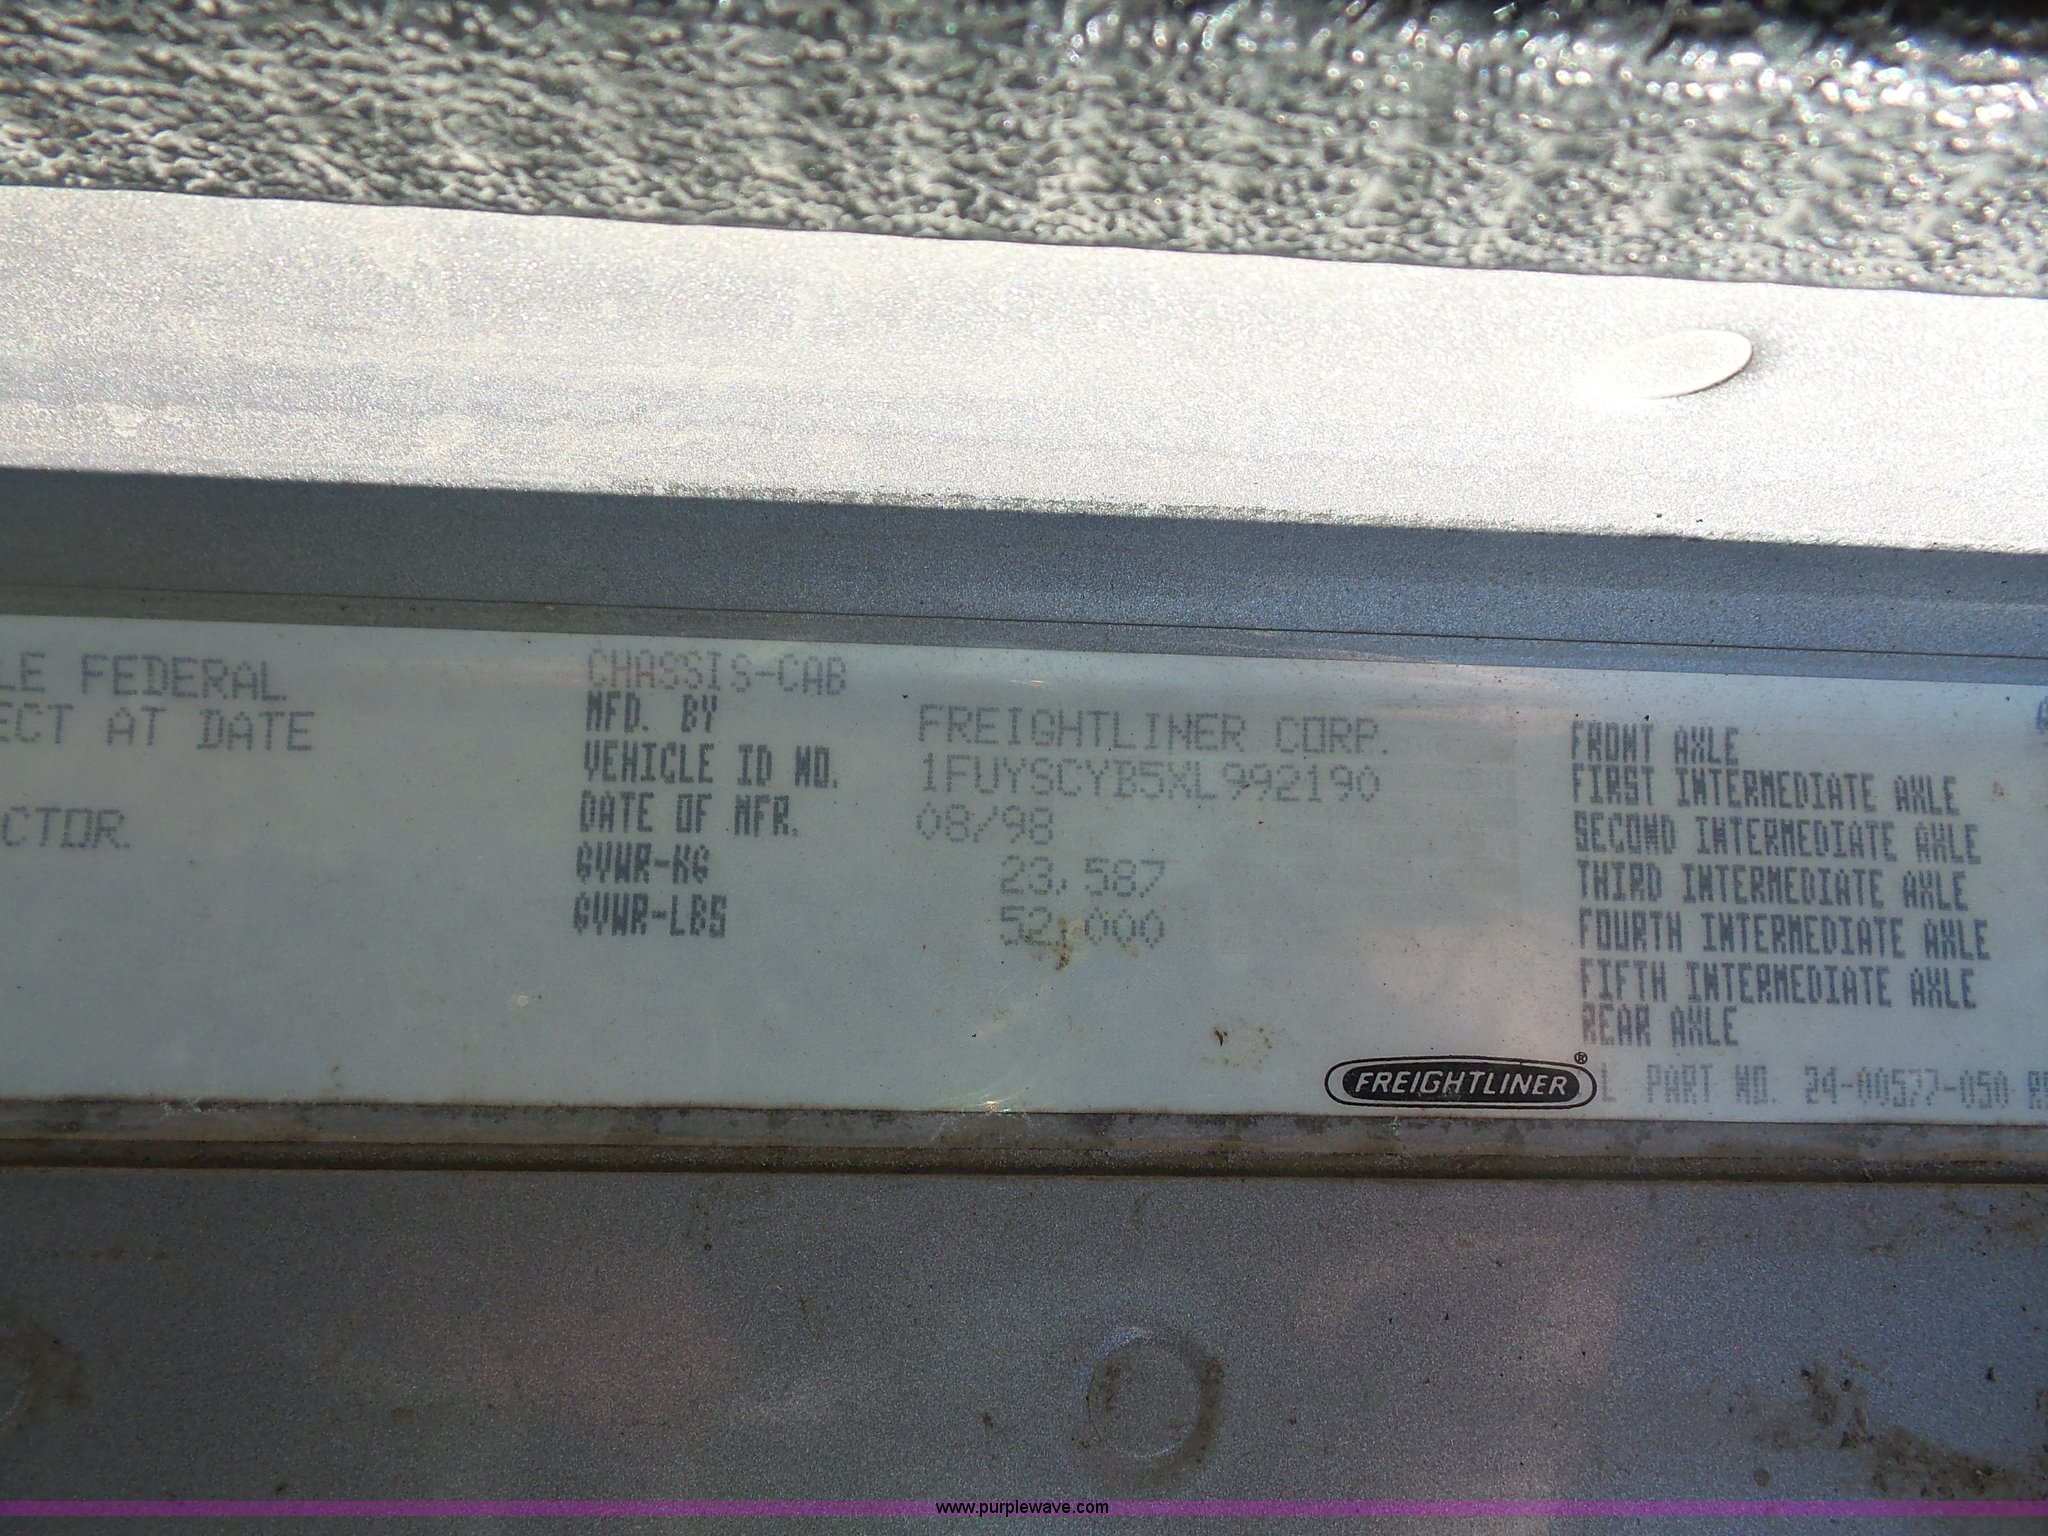 LE FEDERAL
ECT AT DATE
CTOR.
CHASSIS-CAB
MFD. BY FREIGHTLINER CORP.
VEHICLE ID NO. 1FUYSCYB5XL992190
DATE OF MFR. 08/98
GVWR-KG 23,587
GVWR-LBS 52,000
FRONT AXLE
FIRST INTERMEDIATE AXLE
SECOND INTERMEDIATE AXLE
THIRD INTERMEDIATE AXLE
FOURTH INTERMEDIATE AXLE
FIFTH INTERMEDIATE AXLE
REAR AXLE
FREIGHTLINER®
L PART NO. 24-00577-050
www.purplewave.com